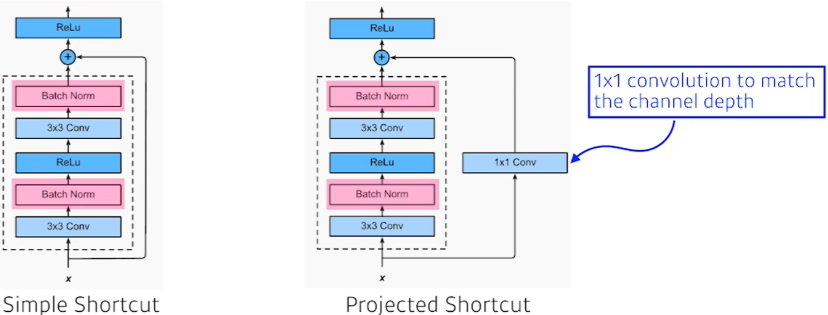 ReLu
+
Batch Norm
3x3 Conv
ReLu
Batch Norm
3x3 Conv
x
Simple Shortcut
ReLu
+
Batch Norm
3x3 Conv
ReLu
Batch Norm
3x3 Conv
x
1x1 Conv
Projected Shortcut
1x1 convolution to match
the channel depth